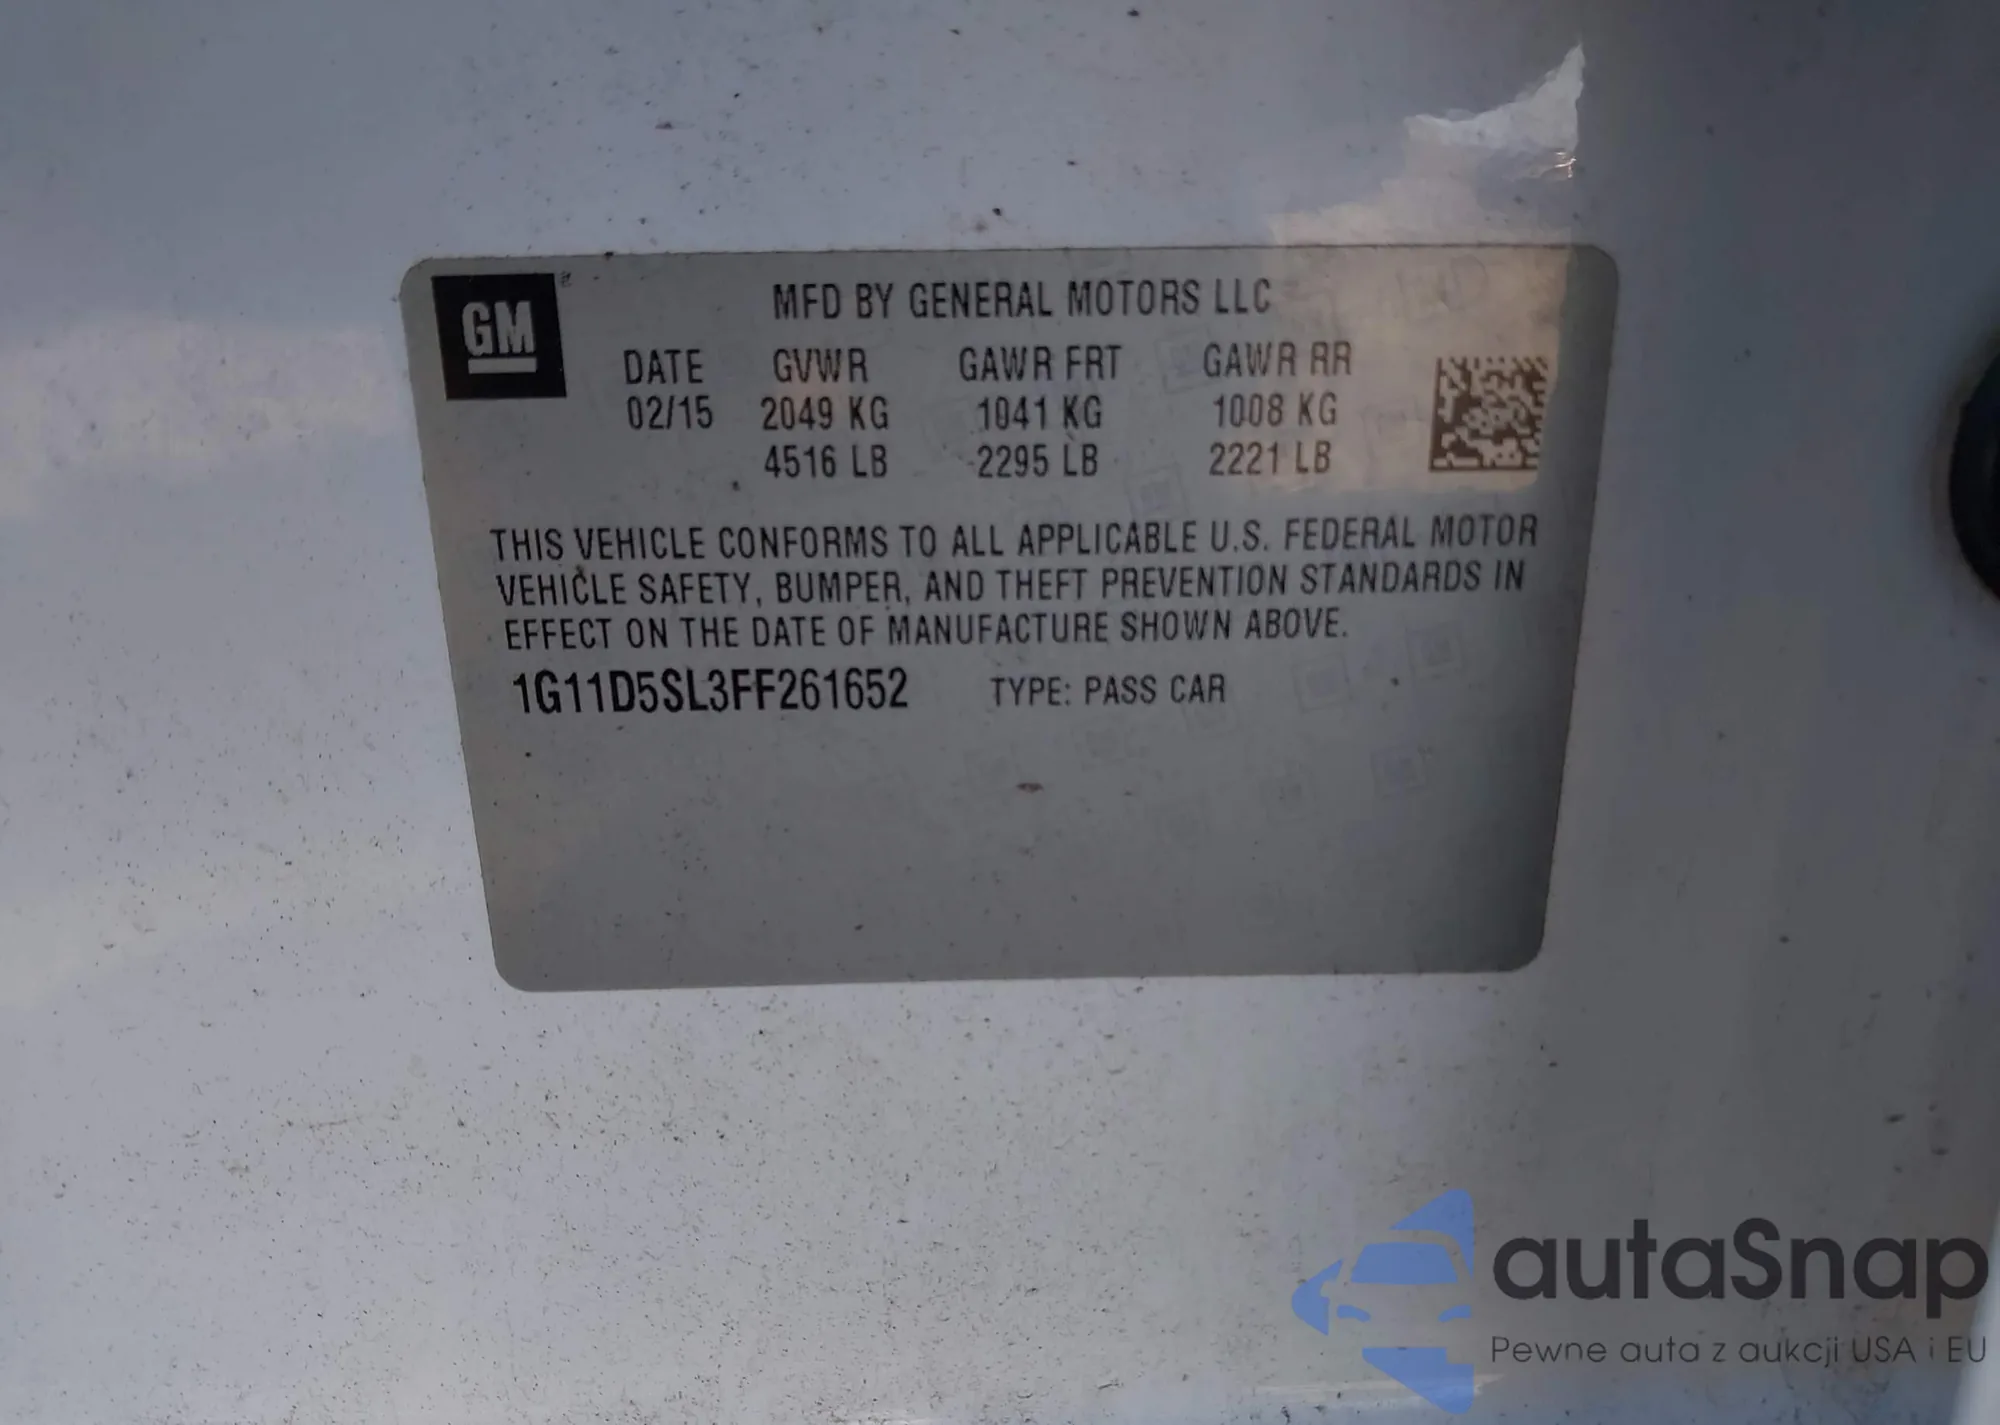 GM
MFD BY GENERAL MOTORS LLC
DATE GVWR GAWR FRT GAWR RR
02/15 2049 KG 1041 KG 1008 KG
4516 LB 2295 LB 2221 LB
THIS VEHICLE CONFORMS TO ALL APPLICABLE U.S. FEDERAL MOTOR
VEHICLE SAFETY, BUMPER, AND THEFT PREVENTION STANDARDS IN
EFFECT ON THE DATE OF MANUFACTURE SHOWN ABOVE.
1G11D5SL3FF261652 TYPE: PASS CAR
autaSnap
Pewne auta z aukcji USA i EU